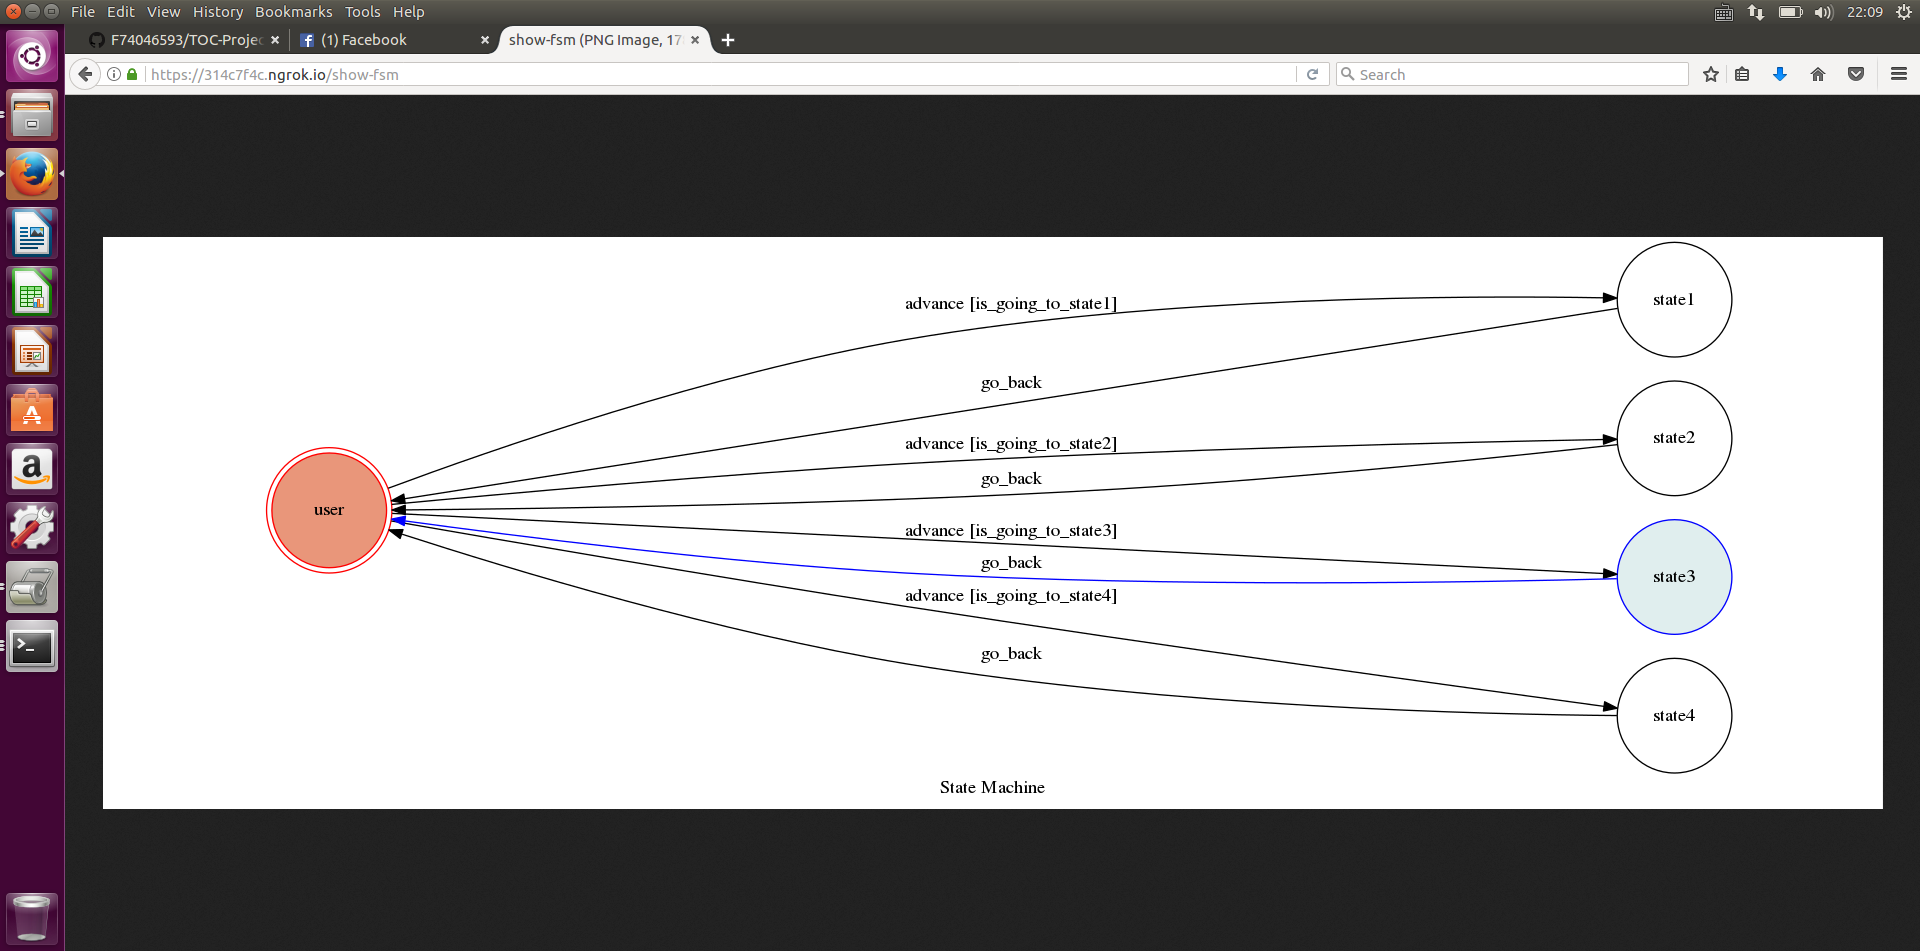 File Edit View History Bookmarks Tools Help
22:09
F74046593/TOC-Projec
(1) Facebook
show-fsm (PNG Image, 17
https://314c7f4c.ngrok.io/show-fsm
Search
advance [is_going_to_state1]
state1
go_back
advance [is_going_to_state2]
state2
go_back
user
advance [is_going_to_state3]
go_back
state3
advance [is_going_to_state4]
go_back
state4
State Machine